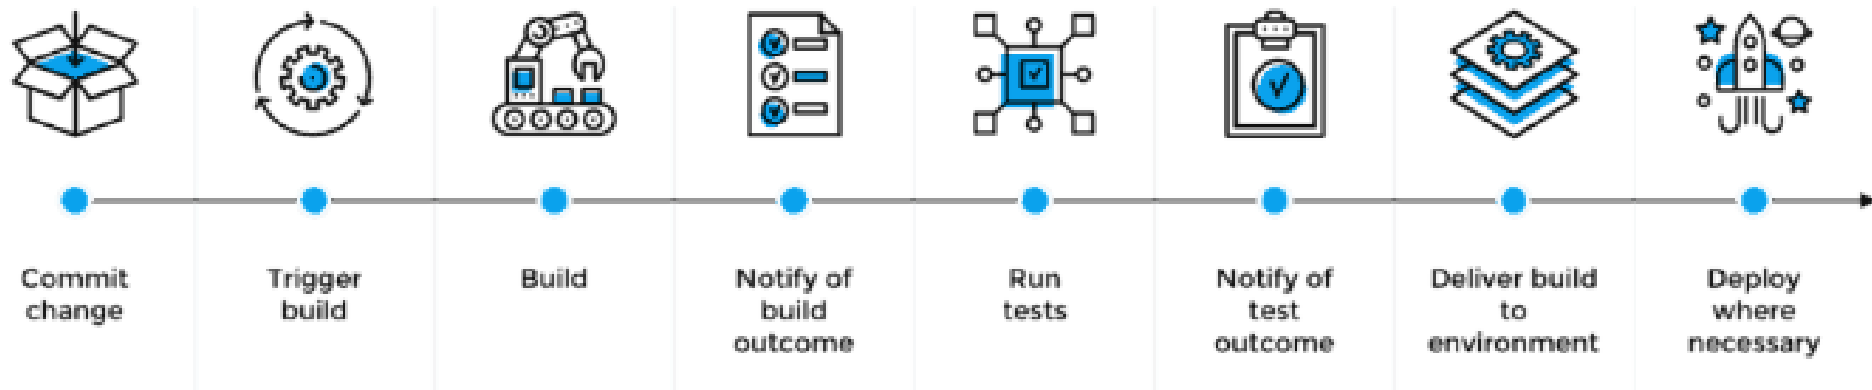 Commit
change
Trigger
build
Build
Notify of
build
outcome
Run
tests
Notify of
test
outcome
Deliver build
to
environment
Deploy
where
necessary